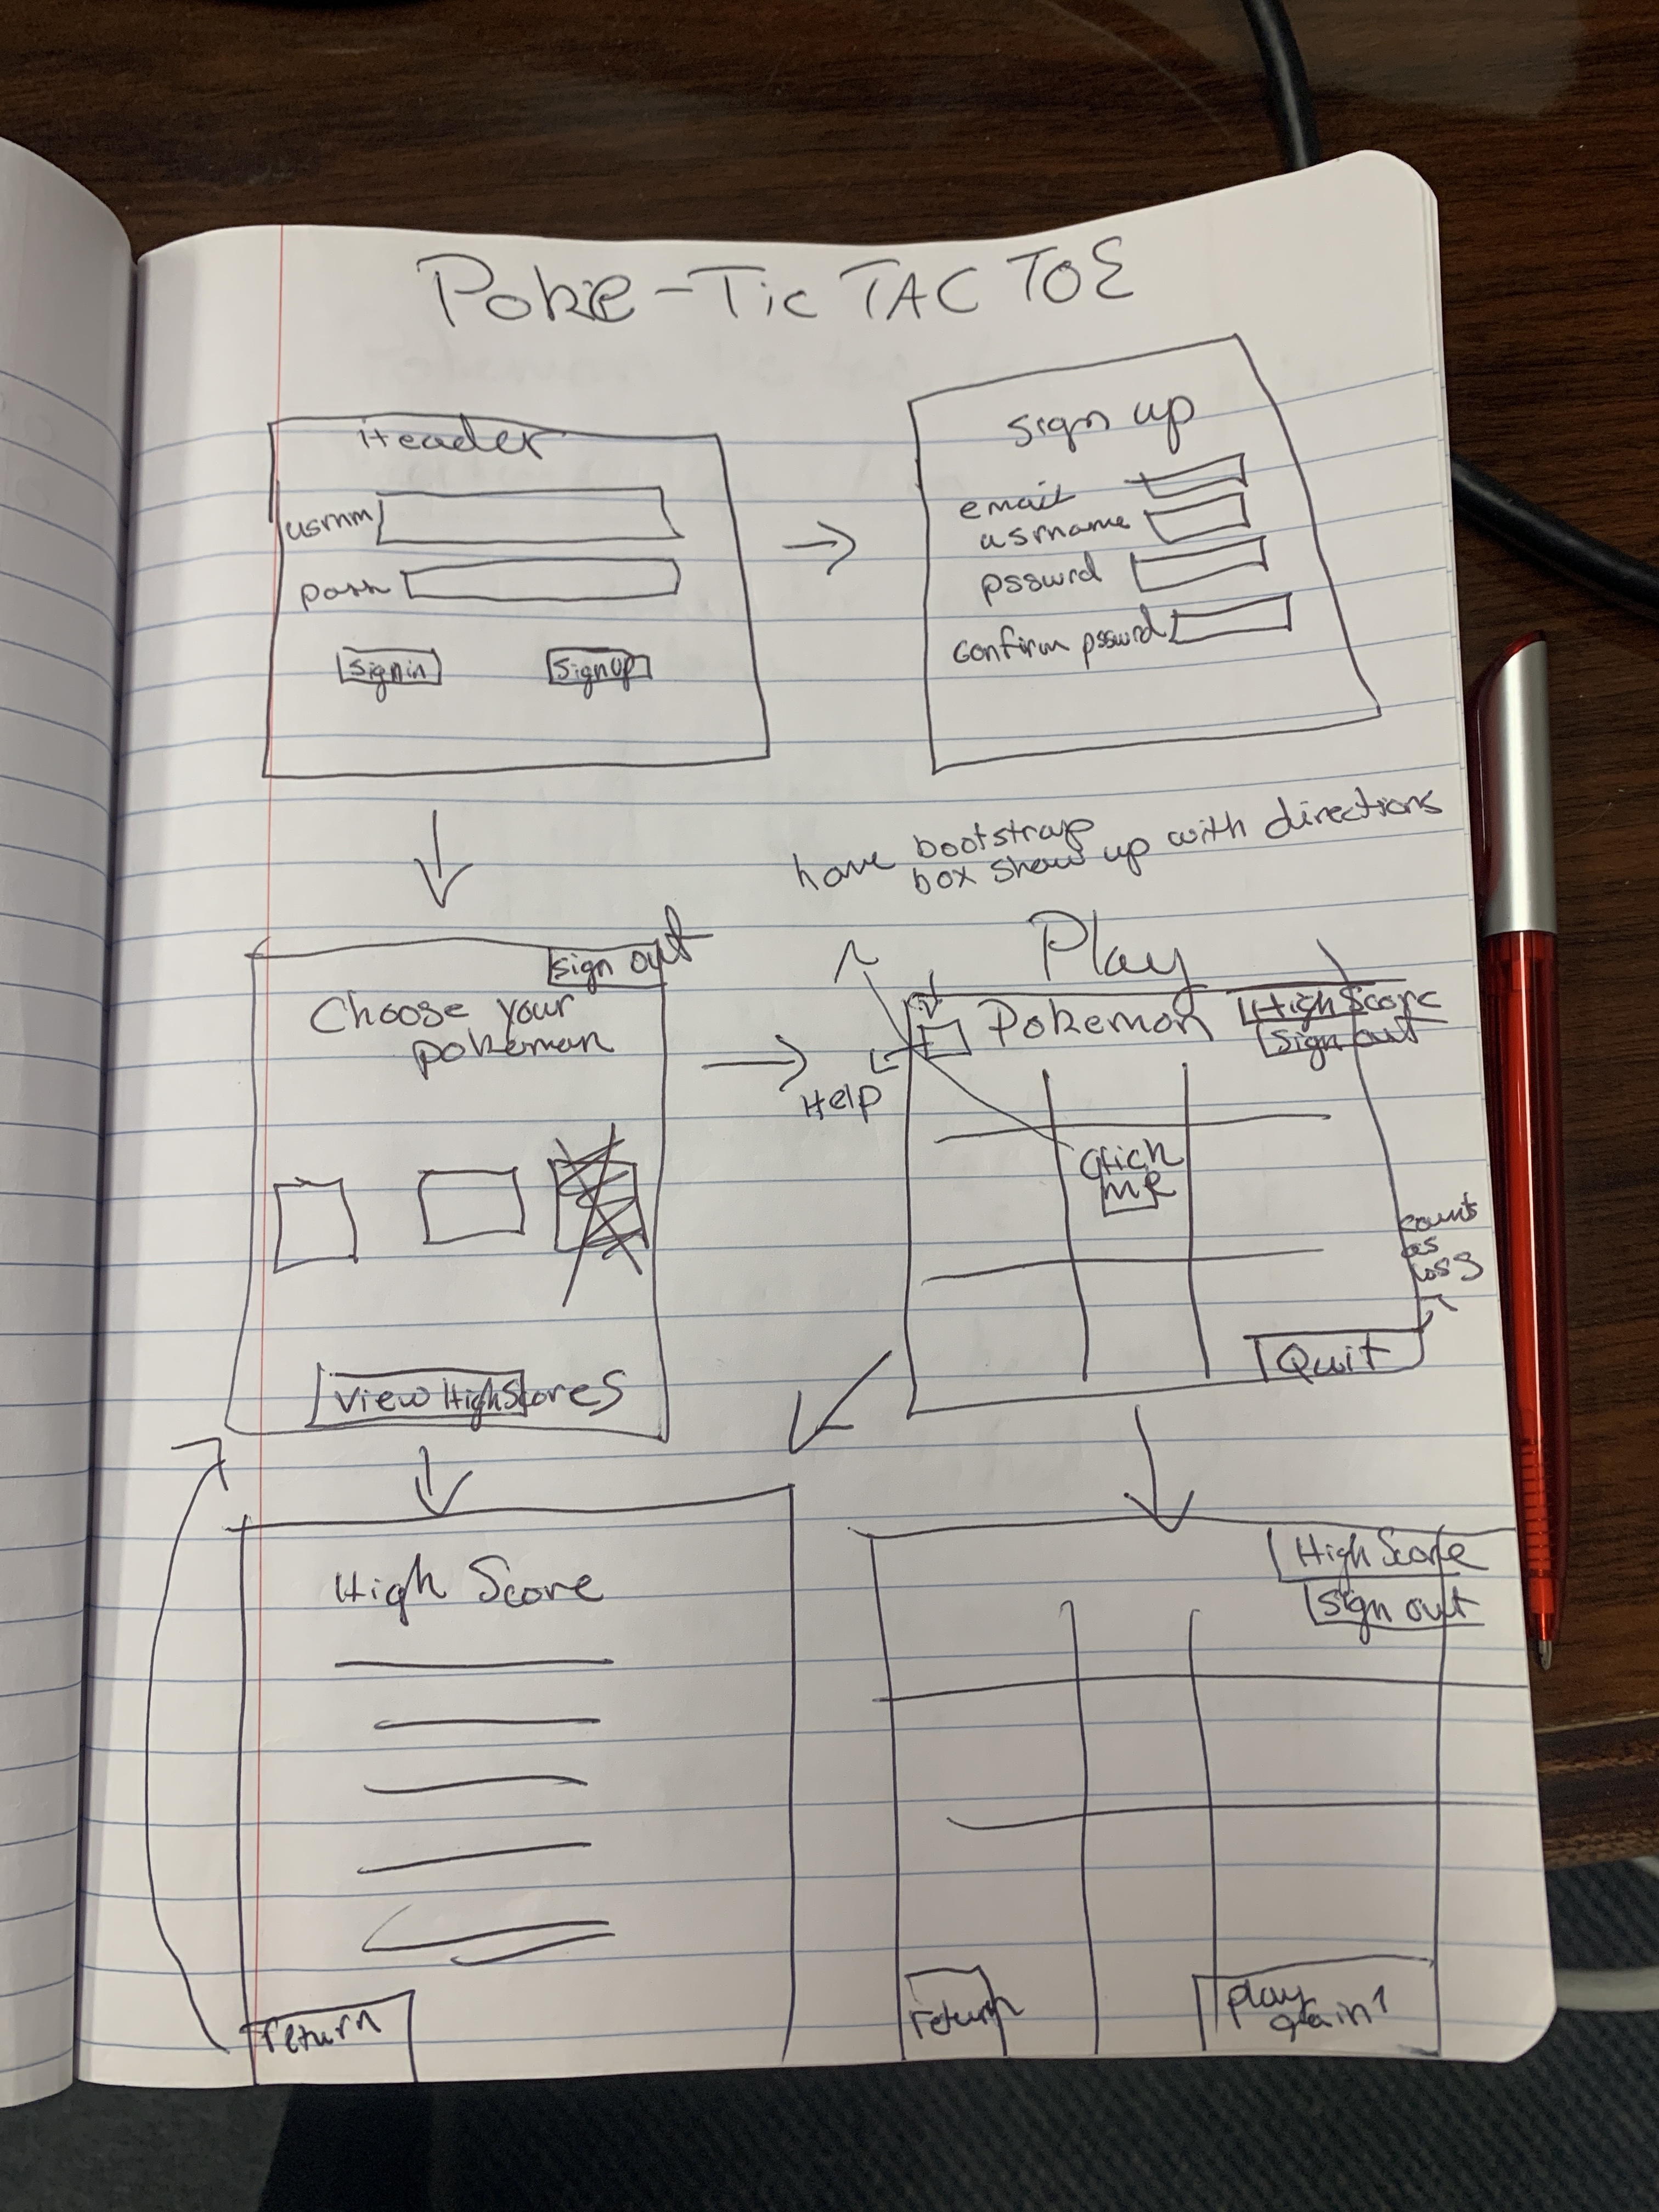 Poke-Tic TAC TOE
Header
usrnm
pass
Signin
Signup
sign up
email
usrname
psswrd
confirm psswrd
have bootstrap
box show up with directions
sign out
Choose your
pokemon
View HighScores
Help
Play
Pokemon
High Score
Sign out
Click
me
counts
as
loss
Quit
High Score
return
High Score
sign out
return
play
again?